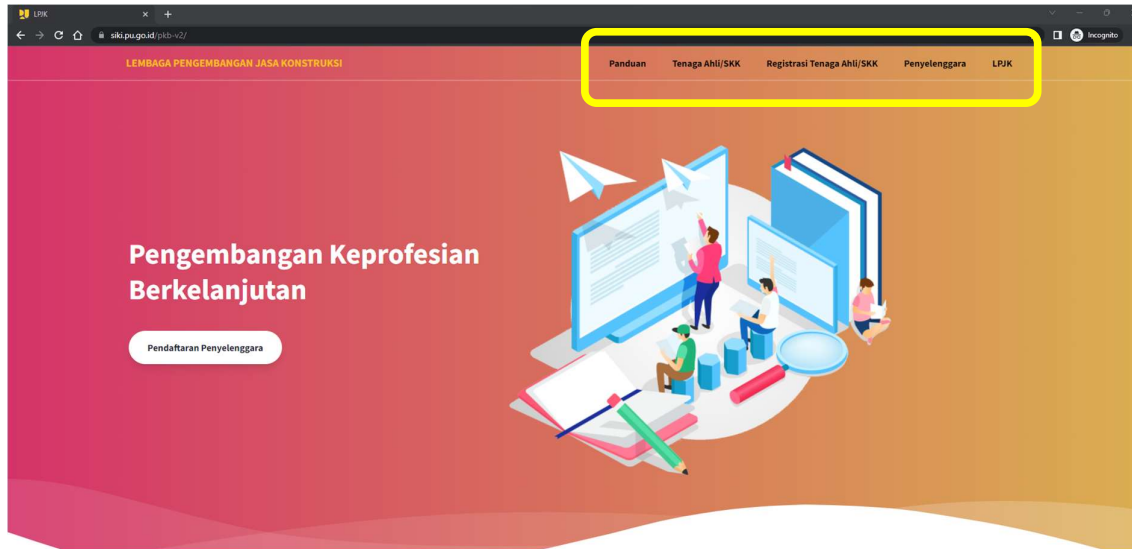 LPJK
siki.pu.go.id/pkb-v2/
Incognito
LEMBAGA PENGEMBANGAN JASA KONSTRUKSI
Panduan Tenaga Ahli/SKK Registrasi Tenaga Ahli/SKK Penyelenggara LPJK
Pengembangan Keprofesian
Berkelanjutan
Pendaftaran Penyelenggara